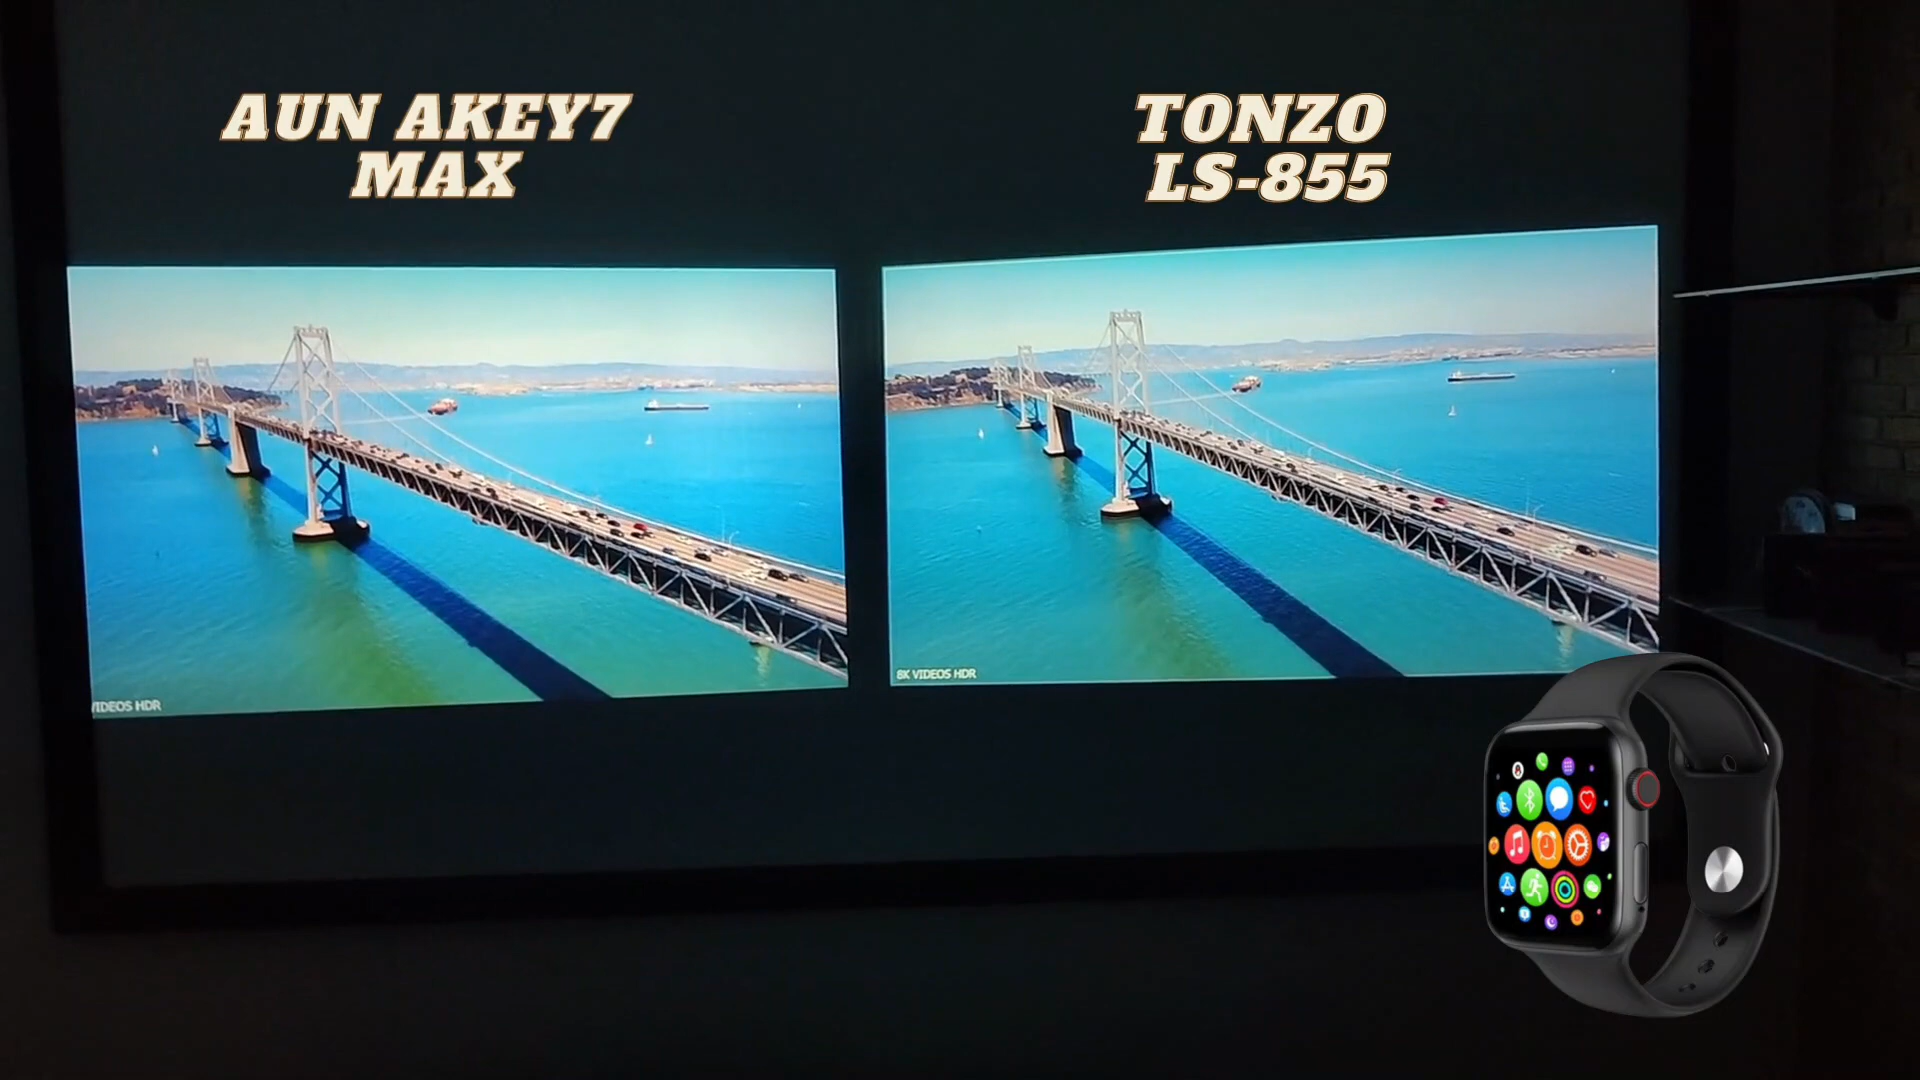 AUN AKEY7
MAX
TONZO
LS-855
VIDEOS HDR
8K VIDEOS HDR